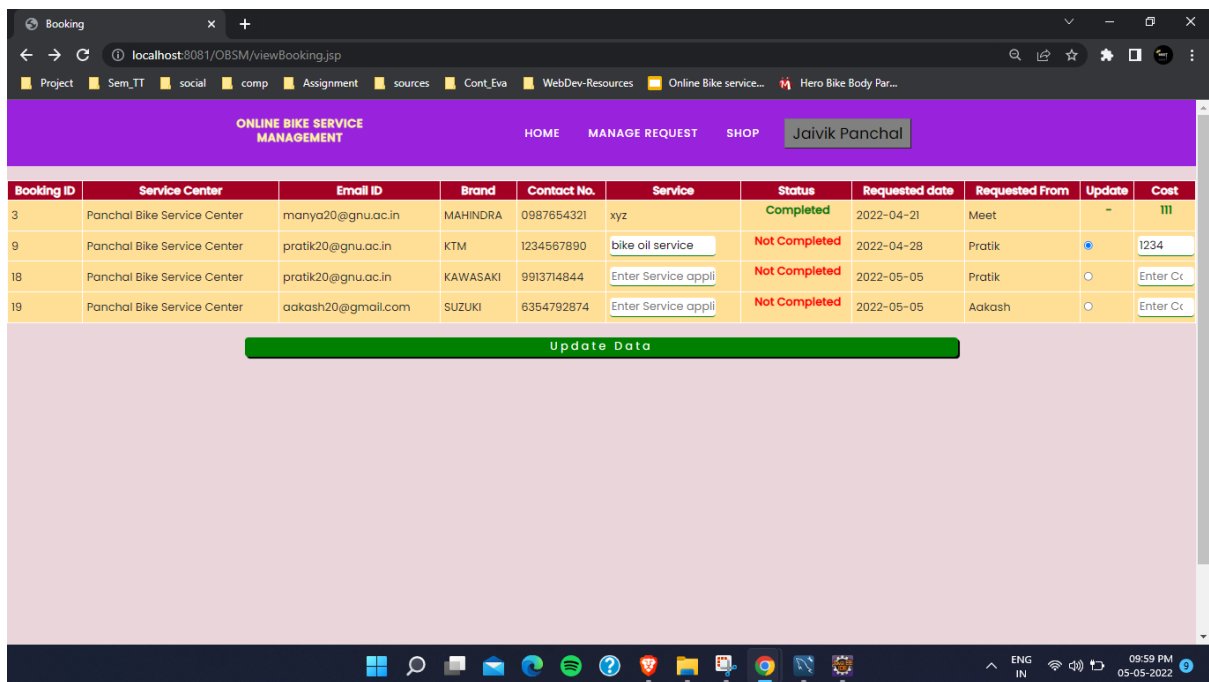 Booking
localhost:8081/OBSM/viewBooking.jsp
Project Sem_TT social comp Assignment sources Cont_Eva WebDev-Resources Online Bike service... Hero Bike Body Par...
ONLINE BIKE SERVICE
MANAGEMENT
HOME MANAGE REQUEST SHOP Jaivik Panchal
Booking ID Service Center Email ID Brand Contact No. Service Status Requested date Requested From Update Cost
3 Panchal Bike Service Center manya20@gnu.ac.in MAHINDRA 0987654321 xyz Completed 2022-04-21 Meet - 111
9 Panchal Bike Service Center pratik20@gnu.ac.in KTM 1234567890 bike oil service Not Completed 2022-04-28 Pratik 1234
18 Panchal Bike Service Center pratik20@gnu.ac.in KAWASAKI 9913714844 Enter Service appli Not Completed 2022-05-05 Pratik Enter Cc
19 Panchal Bike Service Center aakash20@gmail.com SUZUKI 6354792874 Enter Service appli Not Completed 2022-05-05 Aakash Enter Cc
Update Data
ENG
IN
09:59 PM
05-05-2022
9